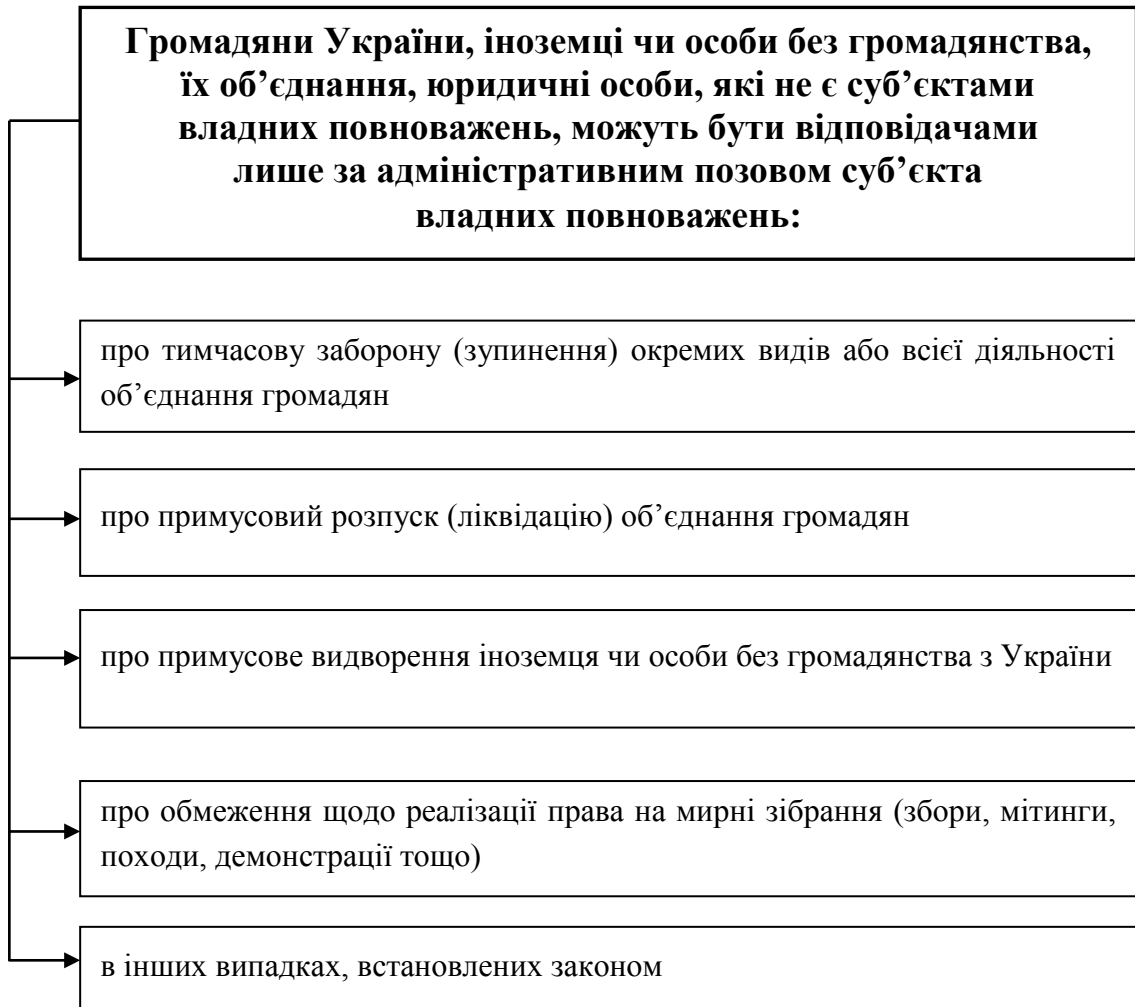 Громадяни України, іноземці чи особи без громадянства,
їх об’єднання, юридичні особи, які не є суб’єктами
владних повноважень, можуть бути відповідачами
лише за адміністративним позовом суб’єкта
владних повноважень:
про тимчасову заборону (зупинення) окремих видів або всієї діяльності
об’єднання громадян
про примусовий розпуск (ліквідацію) об’єднання громадян
про примусове видворення іноземця чи особи без громадянства з України
про обмеження щодо реалізації права на мирні зібрання (збори, мітинги,
походи, демонстрації тощо)
в інших випадках, встановлених законом